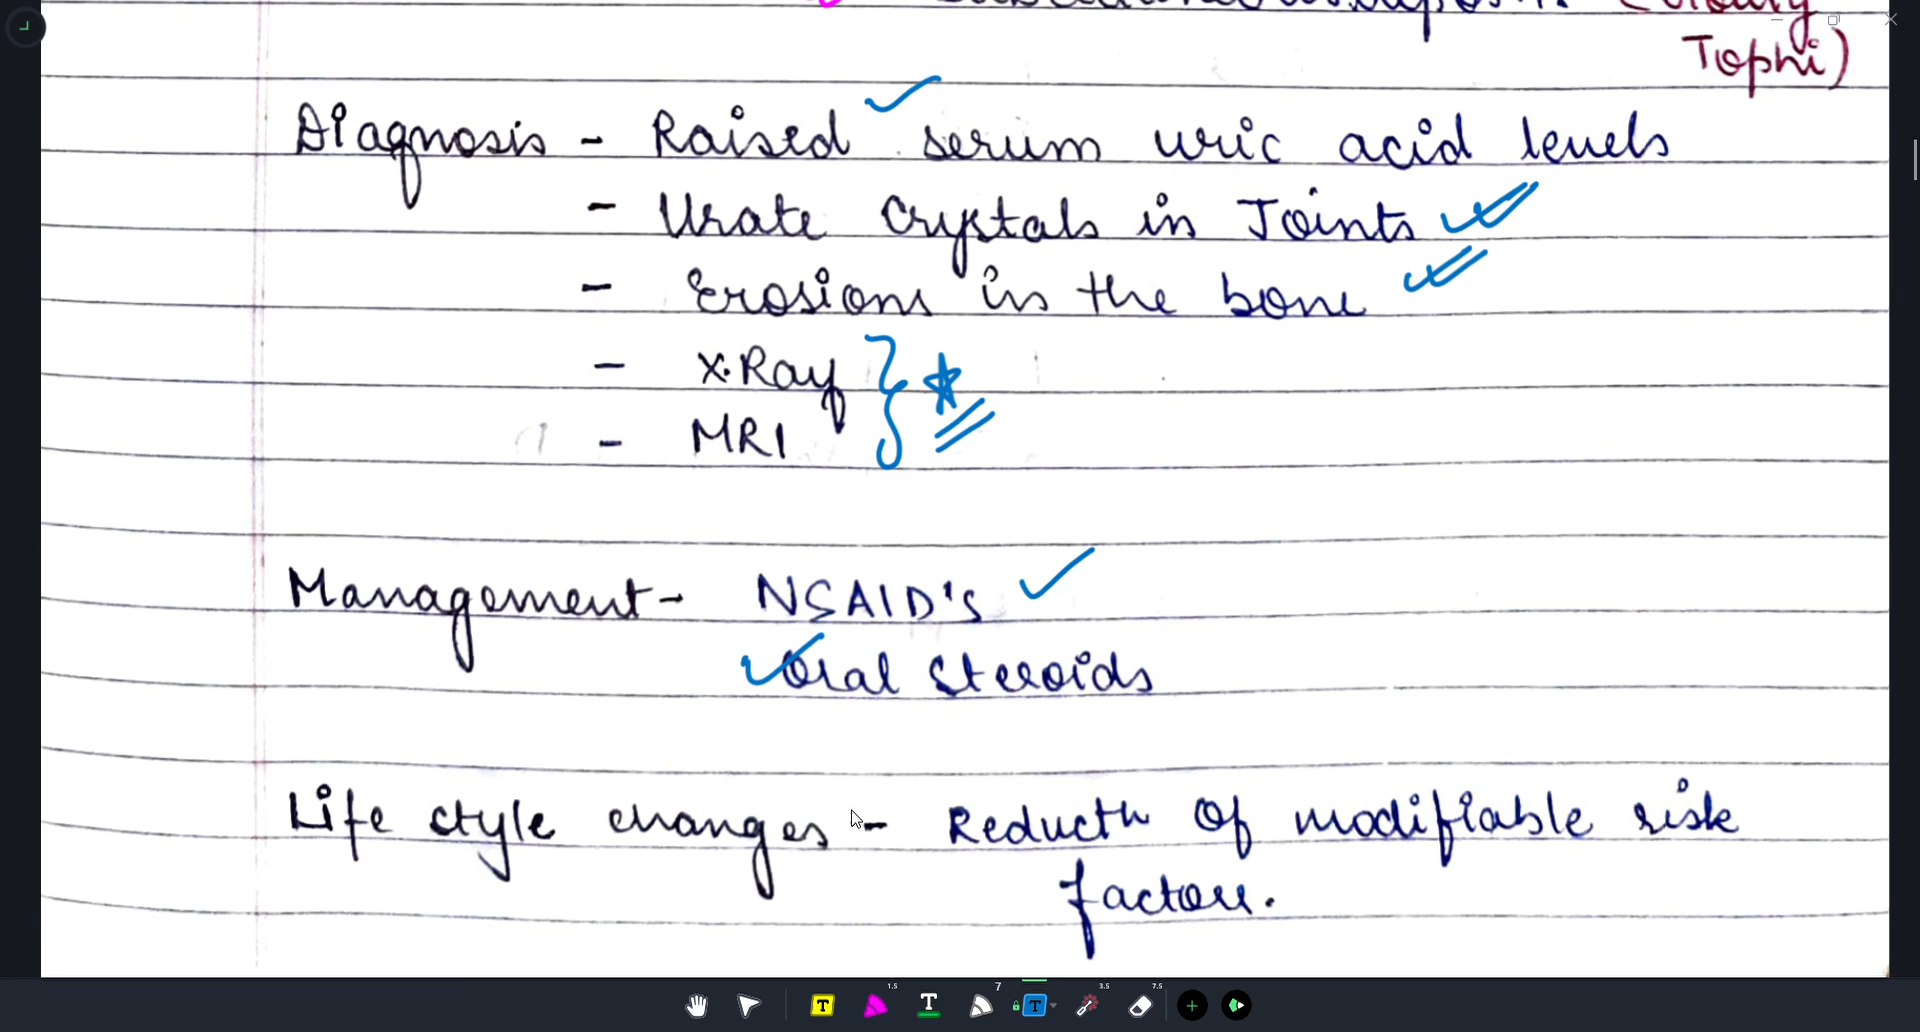 Tophi)
Diagnosis - Raised serum uric acid levels
- Urate Crystals in Joints
- Erosions in the bone
- X-Ray
- MRI
Management - NSAID's
Oral Steroids
Life style changes - Reductn of modifiable risk
factors.